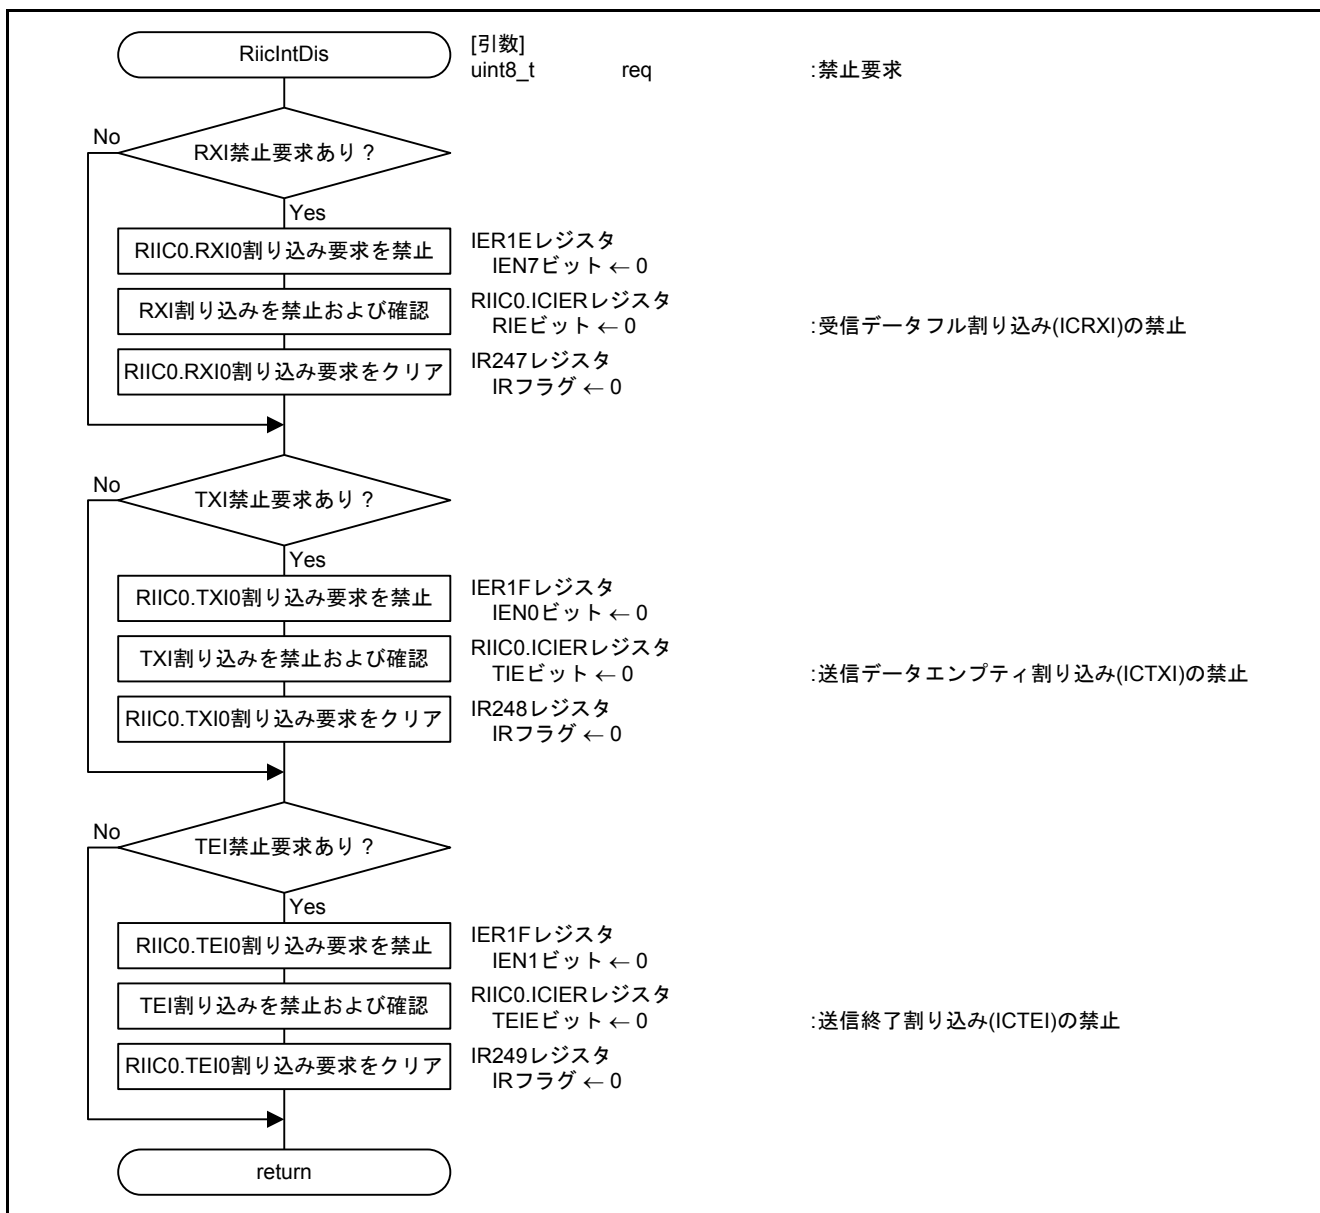 RiicIntDis
[引数]
uint8_t req :禁止要求
No
RXI禁止要求あり？
Yes
RIIC0.RXI0割り込み要求を禁止
IER1Eレジスタ
IEN7ビット ← 0
RXI割り込みを禁止および確認
RIIC0.ICIERレジスタ
RIEビット ← 0 :受信データフル割り込み(ICRXI)の禁止
RIIC0.RXI0割り込み要求をクリア
IR247レジスタ
IRフラグ ← 0
No
TXI禁止要求あり？
Yes
RIIC0.TXI0割り込み要求を禁止
IER1Fレジスタ
IEN0ビット ← 0
TXI割り込みを禁止および確認
RIIC0.ICIERレジスタ
TIEビット ← 0 :送信データエンプティ割り込み(ICTXI)の禁止
RIIC0.TXI0割り込み要求をクリア
IR248レジスタ
IRフラグ ← 0
No
TEI禁止要求あり？
Yes
RIIC0.TEI0割り込み要求を禁止
IER1Fレジスタ
IEN1ビット ← 0
TEI割り込みを禁止および確認
RIIC0.ICIERレジスタ
TEIEビット ← 0 :送信終了割り込み(ICTEI)の禁止
RIIC0.TEI0割り込み要求をクリア
IR249レジスタ
IRフラグ ← 0
return